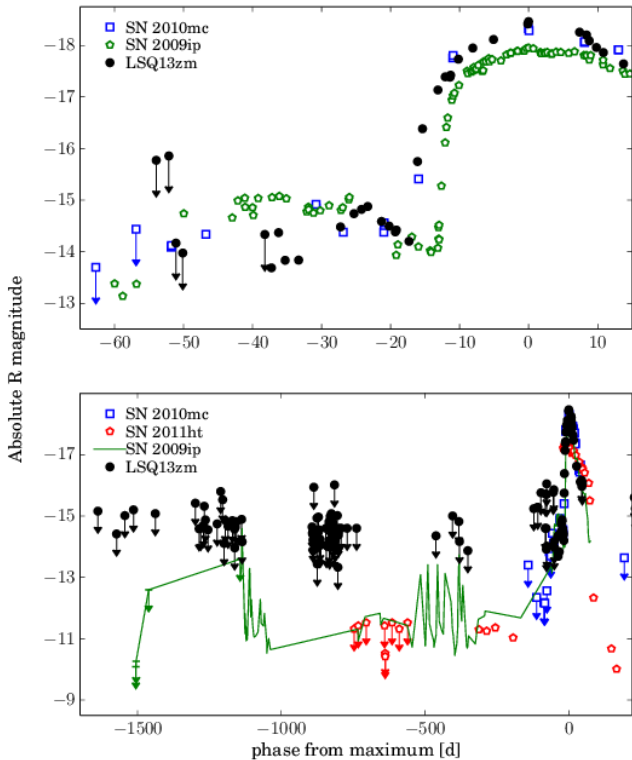 SN 2010mc
SN 2009ip
LSQ13zm
−18
−17
−16
−15
−14
−13
−60 −50 −40 −30 −20 −10 0 10
Absolute R magnitude
SN 2010mc
SN 2011ht
SN 2009ip
LSQ13zm
−17
−15
−13
−11
−9
−1500 −1000 −500 0
phase from maximum [d]